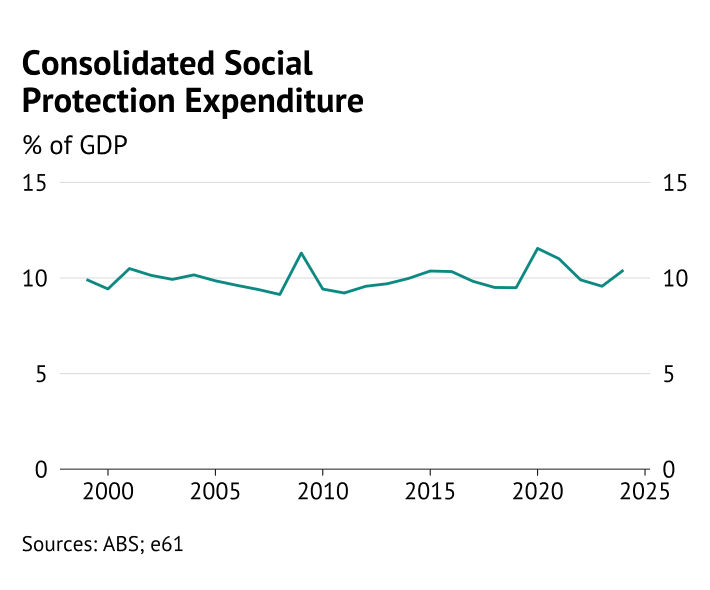 Consolidated Social
Protection Expenditure
% of GDP
15 15
10 10
5 5
0 0
2000 2005 2010 2015 2020 2025
Sources: ABS; e61